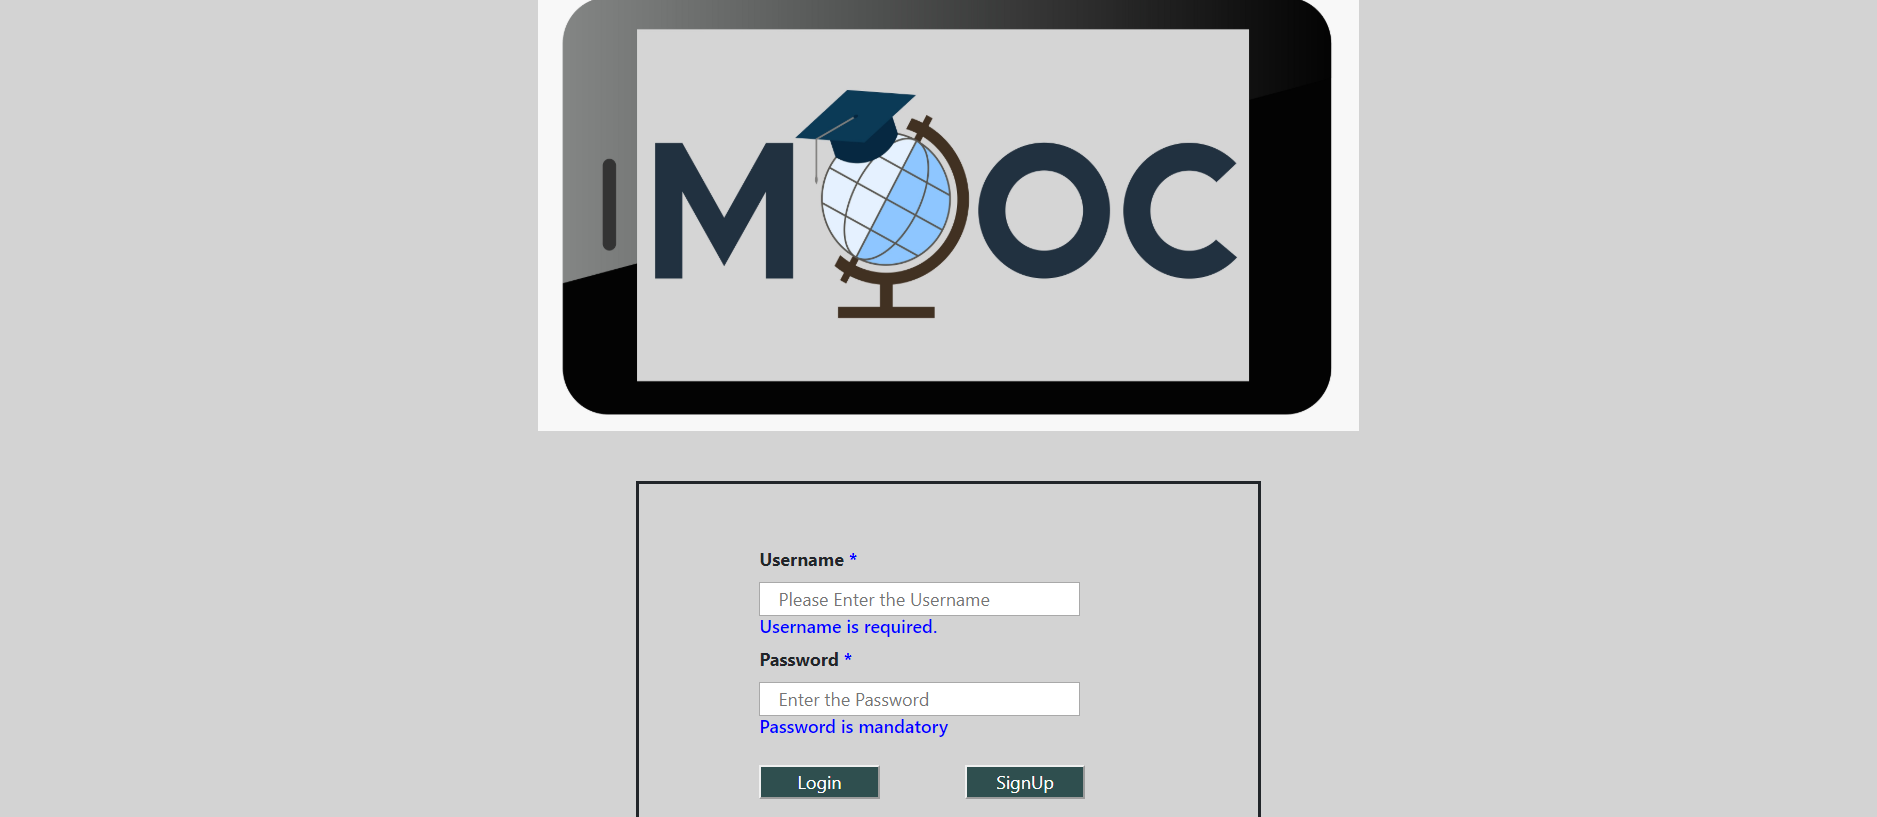 MOOC
Username *
Please Enter the Username
Username is required.
Password *
Enter the Password
Password is mandatory
Login SignUp